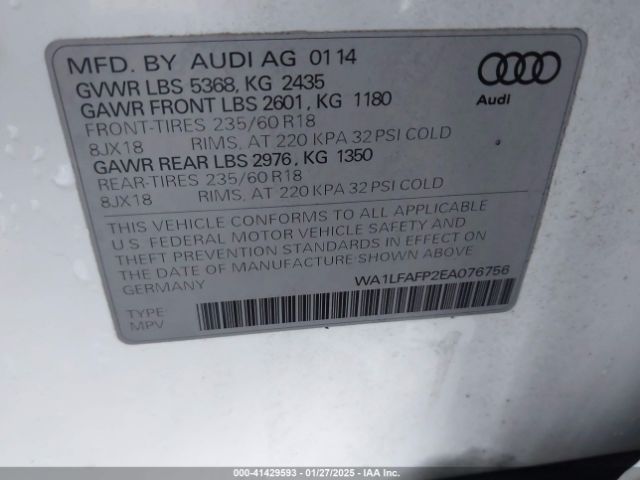 MFD. BY AUDI AG 01 14
GVWR LBS 5368, KG 2435
GAWR FRONT LBS 2601, KG 1180
FRONT-TIRES 235/60 R18
8JX18 RIMS, AT 220 KPA 32 PSI COLD
GAWR REAR LBS 2976, KG 1350
REAR-TIRES 235/60 R18
8JX18 RIMS, AT 220 KPA 32 PSI COLD
Audi
THIS VEHICLE CONFORMS TO ALL APPLICABLE
U S FEDERAL MOTOR VEHICLE SAFETY AND
THEFT PREVENTION STANDARDS IN EFFECT ON
THE DATE OF MANUFACTURE SHOWN ABOVE
GERMANY
WA1LFAFP2EA076756
TYPE
MPV
000-41429593 - 01/27/2025 - IAA Inc.